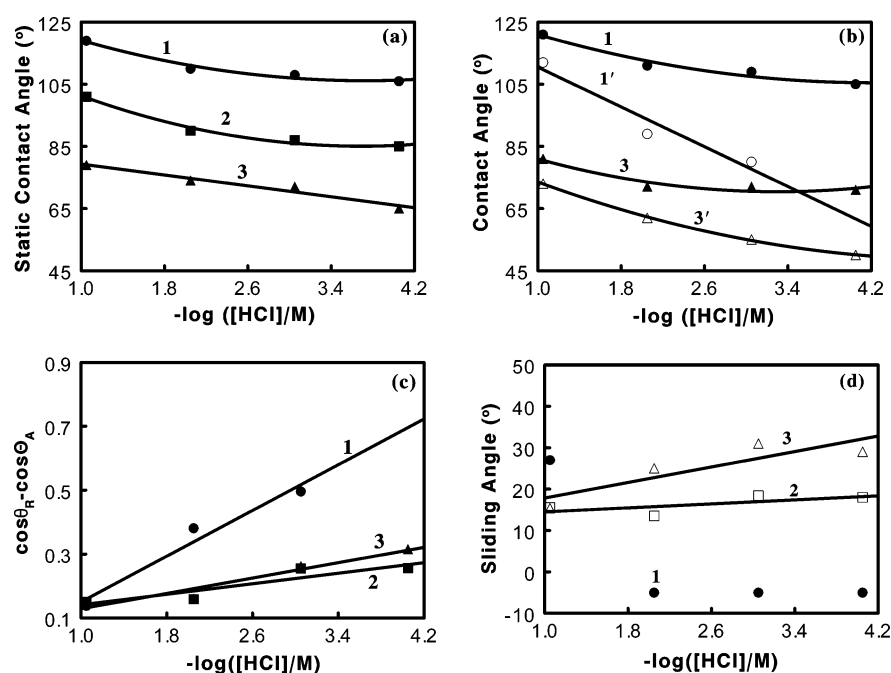 125
105
85
65
45
Static Contact Angle (º)
(a)
1
2
3
1.0 1.8 2.6 3.4 4.2
-log ([HCl]/M)
125
105
85
65
45
Contact Angle (º)
(b)
1
1′
3
3′
1.0 1.8 2.6 3.4 4.2
-log ([HCl]/M)
0.9
0.7
0.5
0.3
0.1
cosθR-cosΘA
(c)
1
3
2
-1.0 1.8 2.6 3.4 4.2
-log([HCl]/M)
50
40
30
20
10
0
-10
Sliding Angle (º)
(d)
3
2
1
1.0 1.8 2.6 3.4 4.2
-log([HCl]/M)